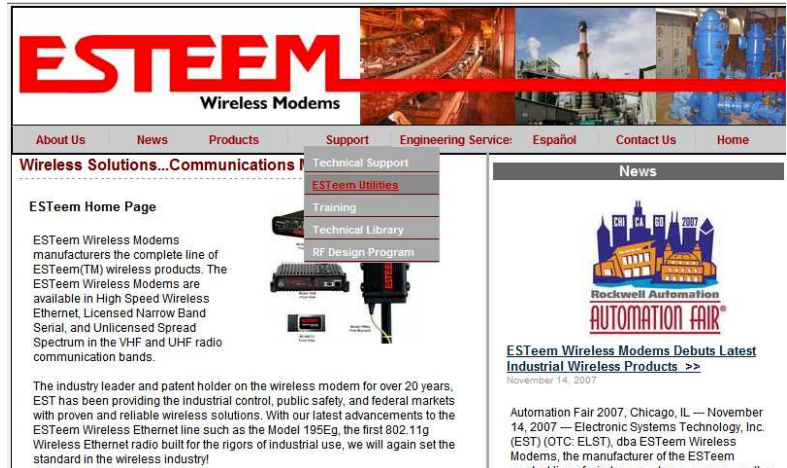 ESTEEM
Wireless Modems
About Us News Products Support Engineering Service Español Contact Us Home
Wireless Solutions...Communications
Technical Support
ESTeem Utilities
Training
Technical Library
RF Design Program
ESTeem Home Page
ESTeem Wireless Modems
manufacturers the complete line of
ESTeem(TM) wireless products. The
ESTeem Wireless Modems are
available in High Speed Wireless
Ethernet, Licensed Narrow Band
Serial, and Unlicensed Spread
Spectrum in the VHF and UHF radio
communication bands.
ESTEEM
The industry leader and patent holder on the wireless modem for over 20 years,
EST has been providing the industrial control, public safety, and federal markets
with proven and reliable wireless solutions. With our latest advancements to the
ESTeem Wireless Ethernet line such as the Model 195Eg, the first 802.11g
Wireless Ethernet radio built for the rigors of industrial use, we will again set the
standard in the wireless industry!
News
CHI CA GO 2007
Rockwell Automation
AUTOMATION FAIR®
ESTeem Wireless Modems Debuts Latest
Industrial Wireless Products >>
November 14, 2007
Automation Fair 2007, Chicago, IL --- November
14, 2007 --- Electronic Systems Technology, Inc.
(EST) (OTC: ELST), dba ESTeem Wireless
Modems, the manufacturer of the ESTeem